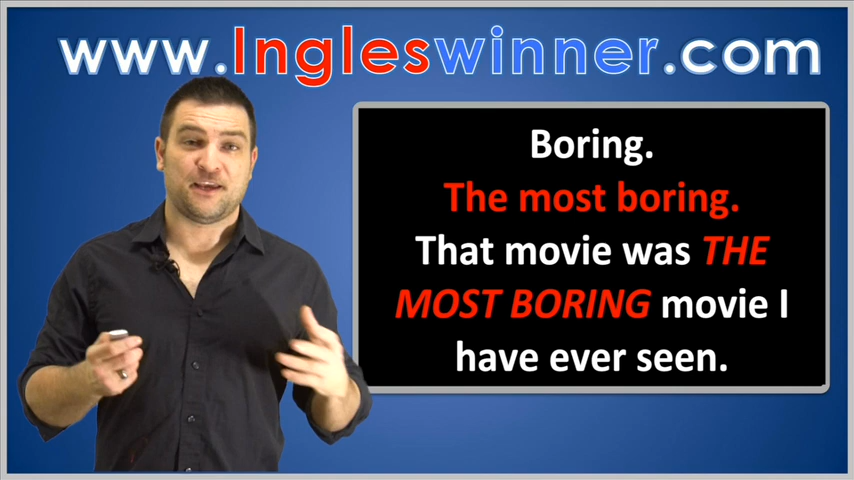 www.Ingleswinner.com
Boring.
The most boring.
That movie was THE
MOST BORING movie I
have ever seen.